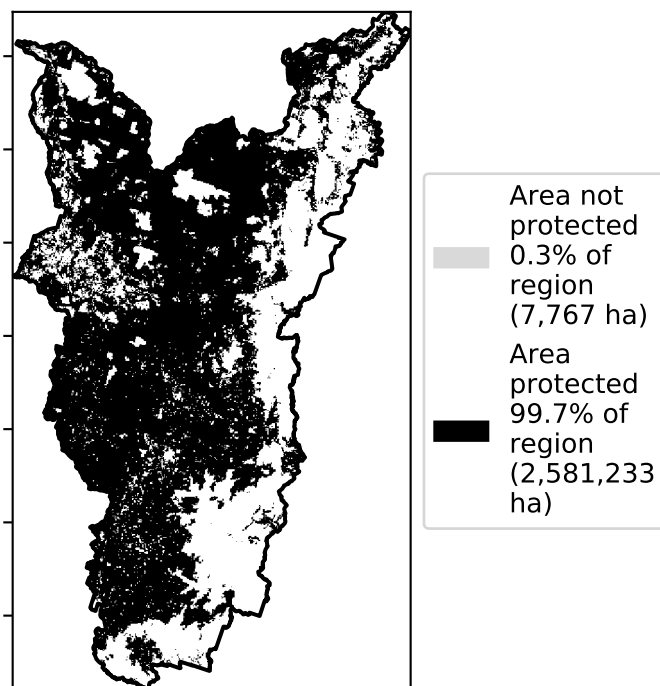 Area not
protected
0.3% of
region
(7,767 ha)
Area
protected
99.7% of
region
(2,581,233
ha)